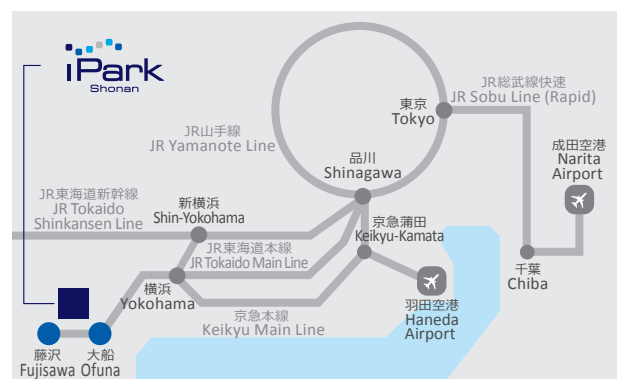 iPark
Shonan
JR総武線快速
JR Sobu Line (Rapid)
東京
Tokyo
JR山手線
JR Yamanote Line
品川
Shinagawa
成田空港
Narita
Airport
JR東海道新幹線
JR Tokaido
Shinkansen Line
新横浜
Shin-Yokohama
京急蒲田
Keikyu-Kamata
JR東海道本線
JR Tokaido Main Line
千葉
Chiba
横浜
Yokohama
京急本線
Keikyu Main Line
羽田空港
Haneda
Airport
藤沢
Fujisawa
大船
Ofuna